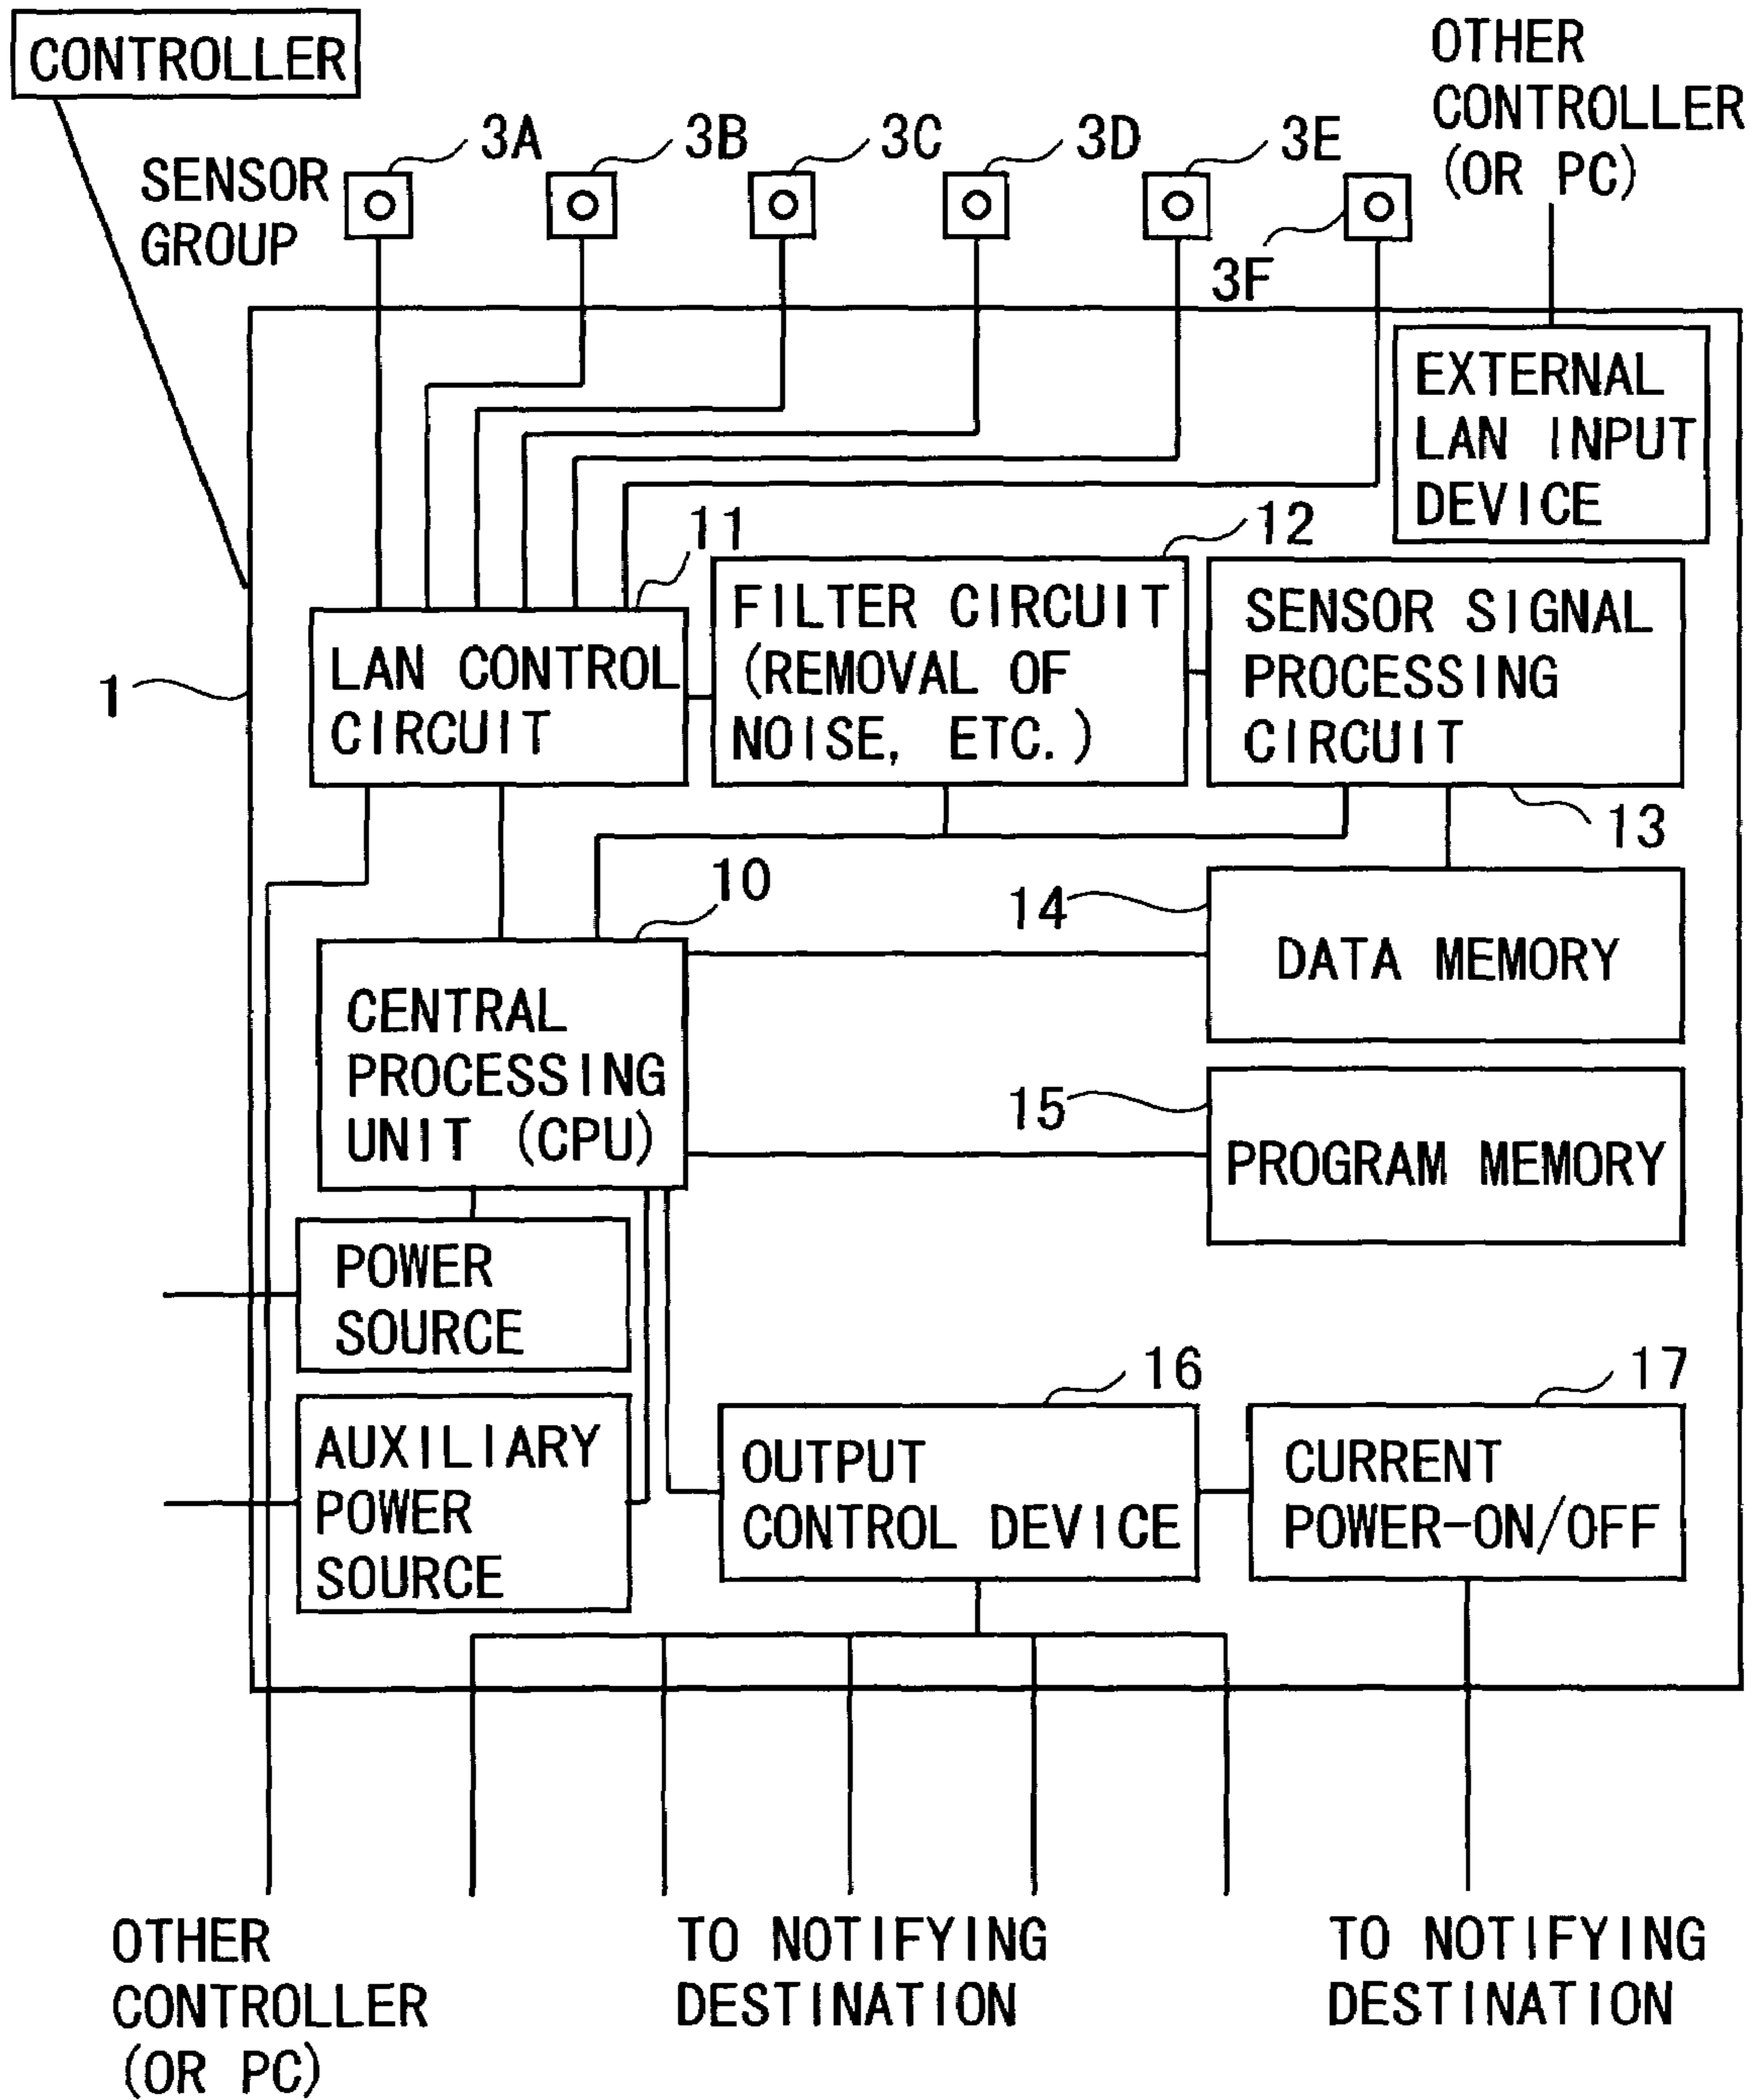 CONTROLLER
OTHER
CONTROLLER
(OR PC)
3A
3B
3C
3D
3E
3F
SENSOR
GROUP
EXTERNAL
LAN INPUT
DEVICE
11
12
LAN CONTROL
CIRCUIT
FILTER CIRCUIT
(REMOVAL OF
NOISE, ETC.)
SENSOR SIGNAL
PROCESSING
CIRCUIT
1
13
10
14
DATA MEMORY
CENTRAL
PROCESSING
UNIT (CPU)
15
PROGRAM MEMORY
POWER
SOURCE
AUXILIARY
POWER
SOURCE
16
OUTPUT
CONTROL DEVICE
17
CURRENT
POWER-ON/OFF
OTHER
CONTROLLER
(OR PC)
TO NOTIFYING
DESTINATION
TO NOTIFYING
DESTINATION